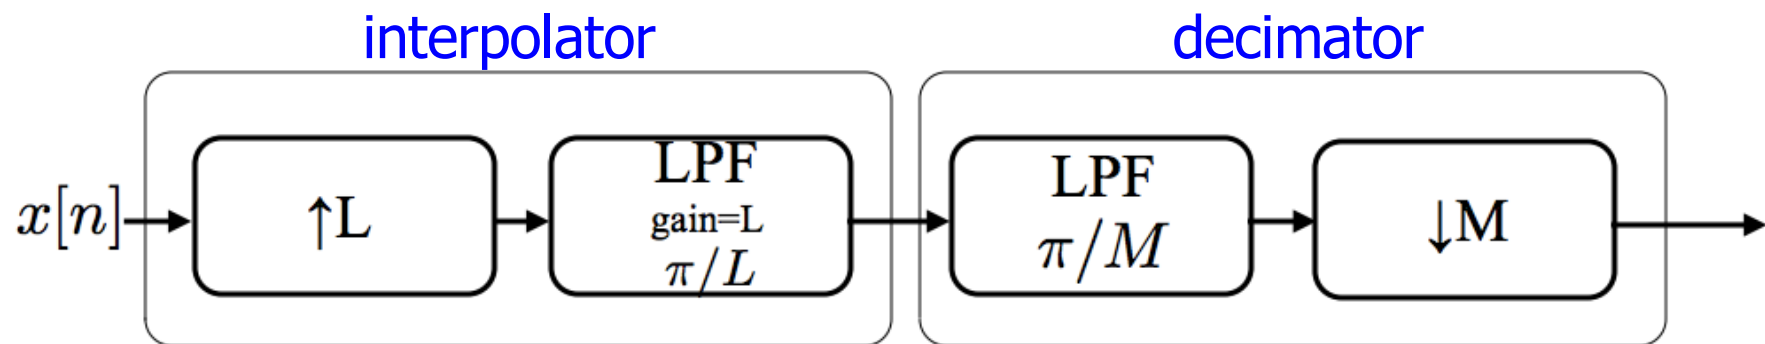 interpolator
decimator
x[n]
↑L
LPF
gain=L
π/L
LPF
π/M
↓M